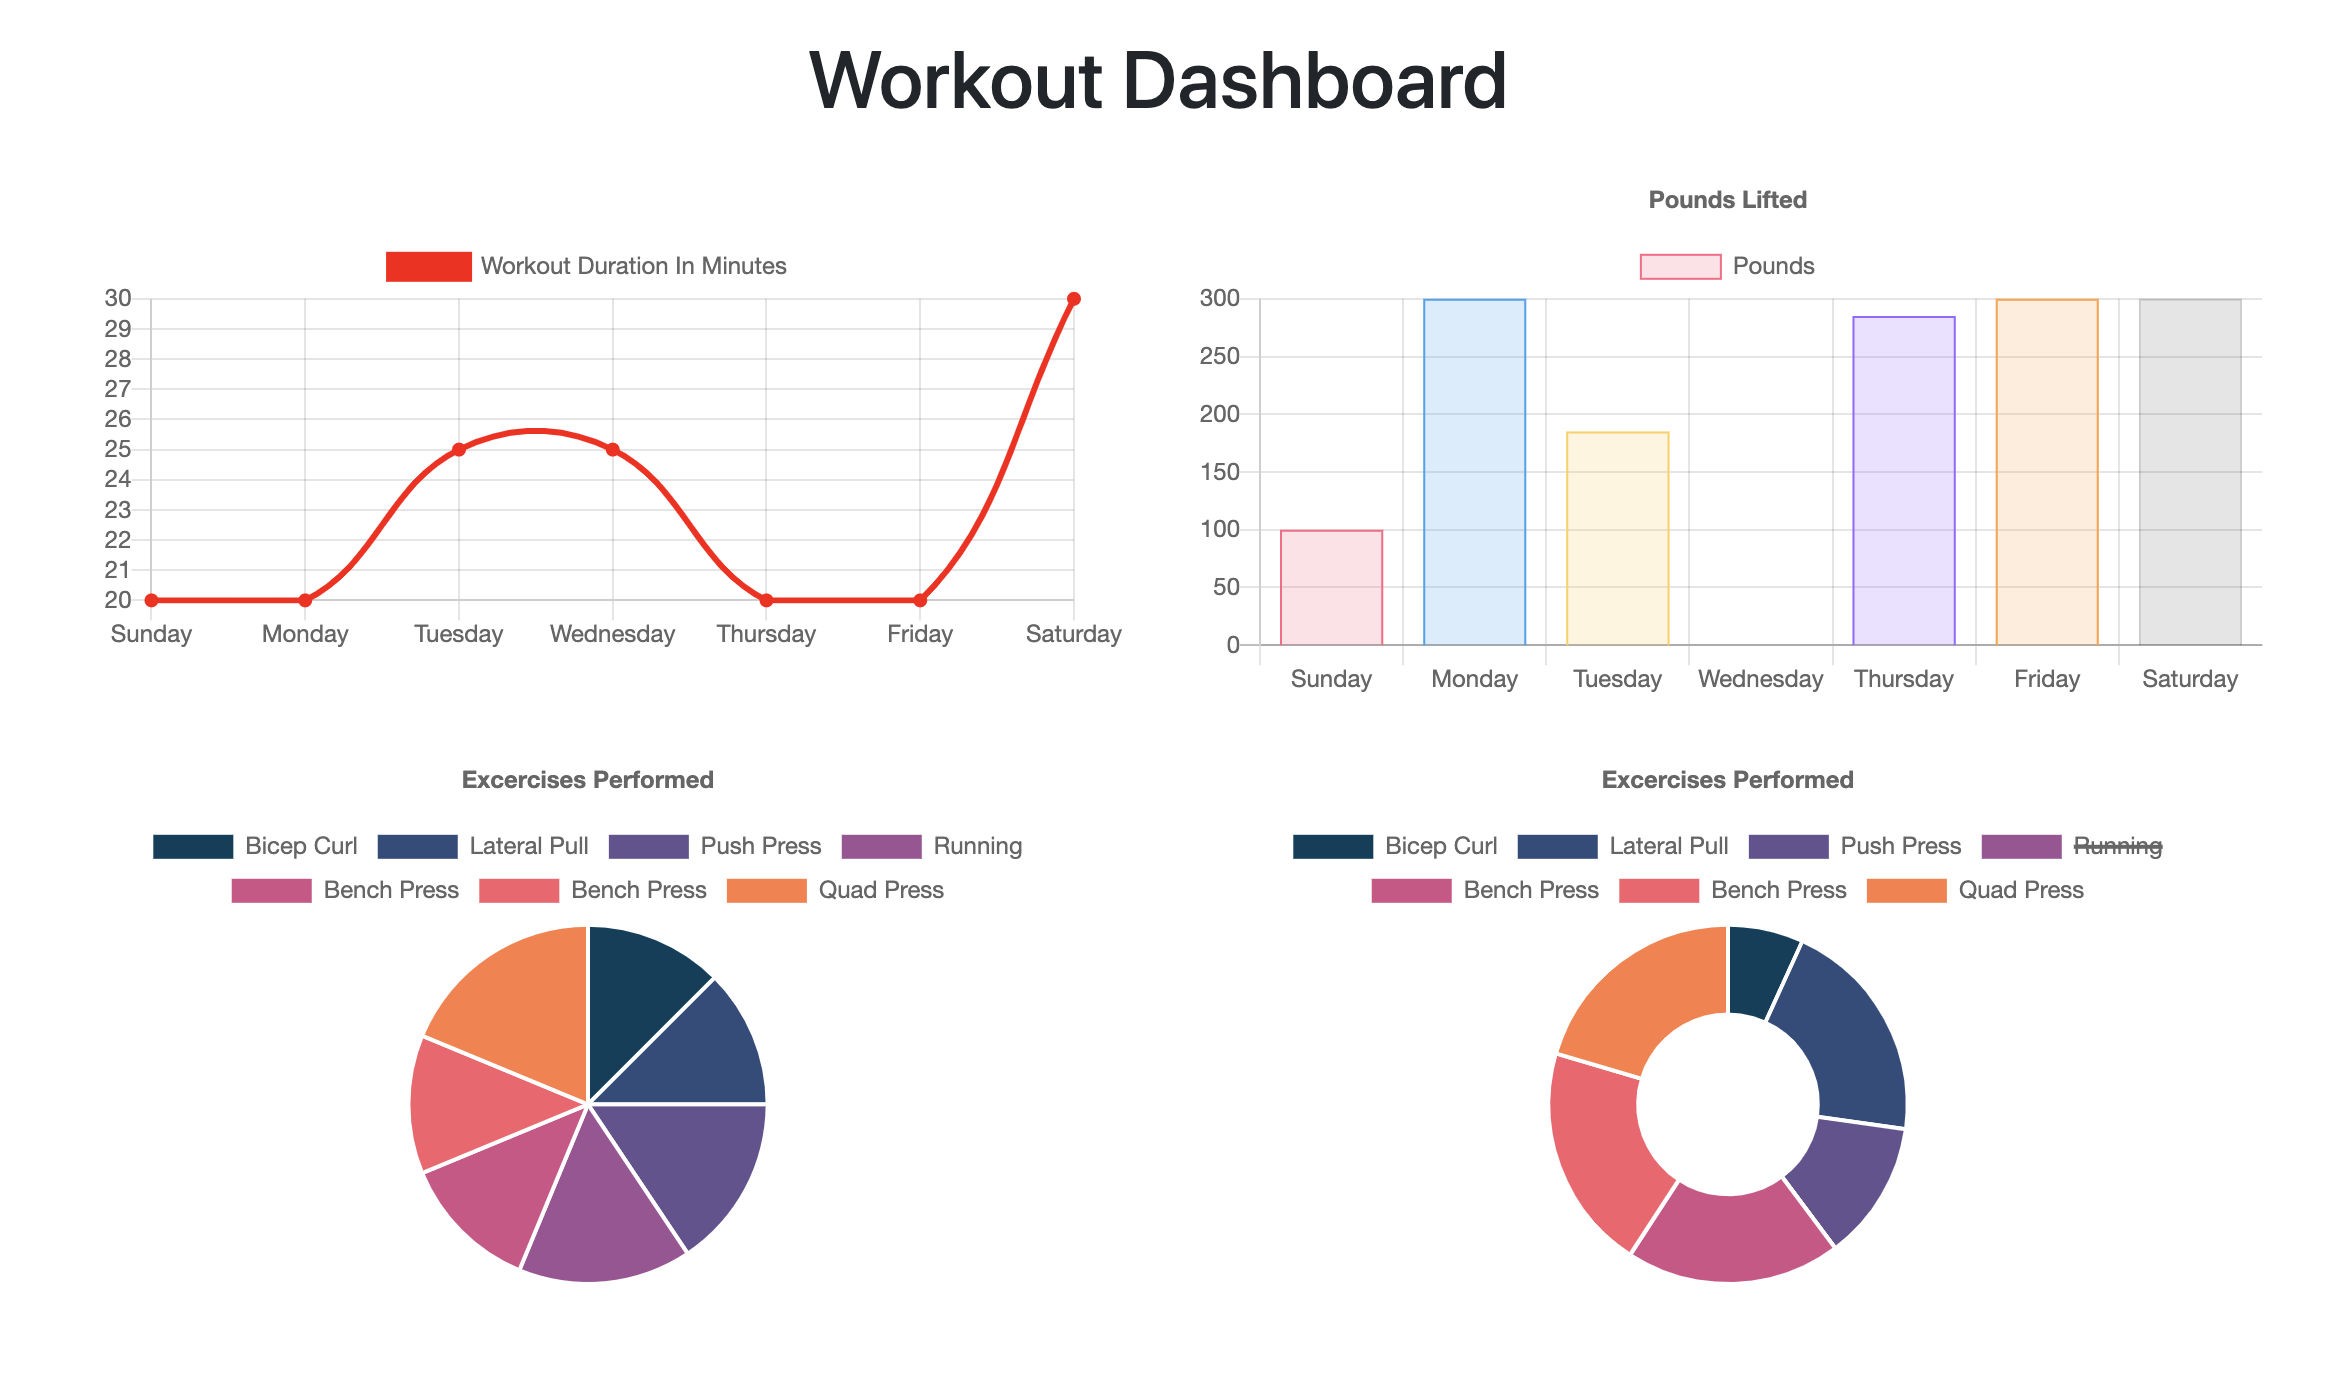 Workout Dashboard
Workout Duration In Minutes
30
29
28
27
26
25
24
23
22
21
20
Sunday Monday Tuesday Wednesday Thursday Friday Saturday
Pounds Lifted
Pounds
300
250
200
150
100
50
0
Sunday Monday Tuesday Wednesday Thursday Friday Saturday
Excercises Performed
Bicep Curl Lateral Pull Push Press Running
Bench Press Bench Press Quad Press
Excercises Performed
Bicep Curl Lateral Pull Push Press Running
Bench Press Bench Press Quad Press